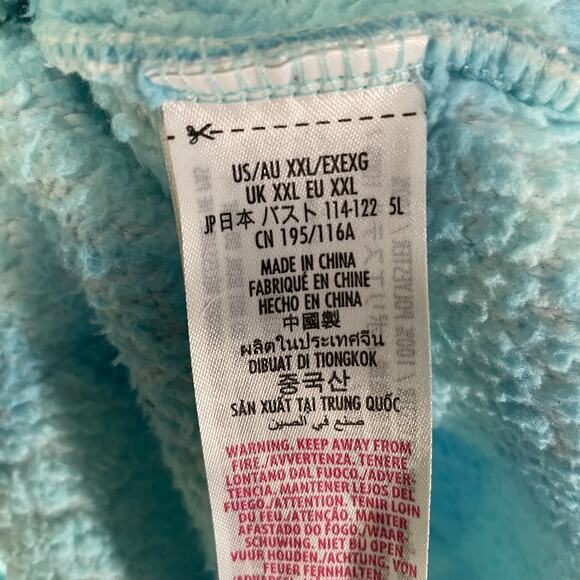 US/AU XXL/EXEXG
UK XXL EU XXL
JP日本 バスト 114-122 5L
CN 195/116A
MADE IN CHINA
FABRIQUÉ EN CHINE
HECHO EN CHINA
中國製
ผลิตในประเทศจีน
DIBUAT DI TIONGKOK
중국산
SẢN XUẤT TẠI TRUNG QUỐC
صنع في الصين
WARNING, KEEP AWAY FROM
FIRE./AVVERTENZA, TENERE
LONTANO DAL FUOCO./ADVER-
TENCIA, MANTENER LEJOS DEL
FUEGO./ATTENTION, TENIR LOIN
DU FEU/ATENÇÃO, MANTER
AFASTADO DO FOGO./WAAR-
SCHUWING, NIET BIJ OPEN
VUUR HOUDEN./ACHTUNG, VON
FEUER FERNHALTEN